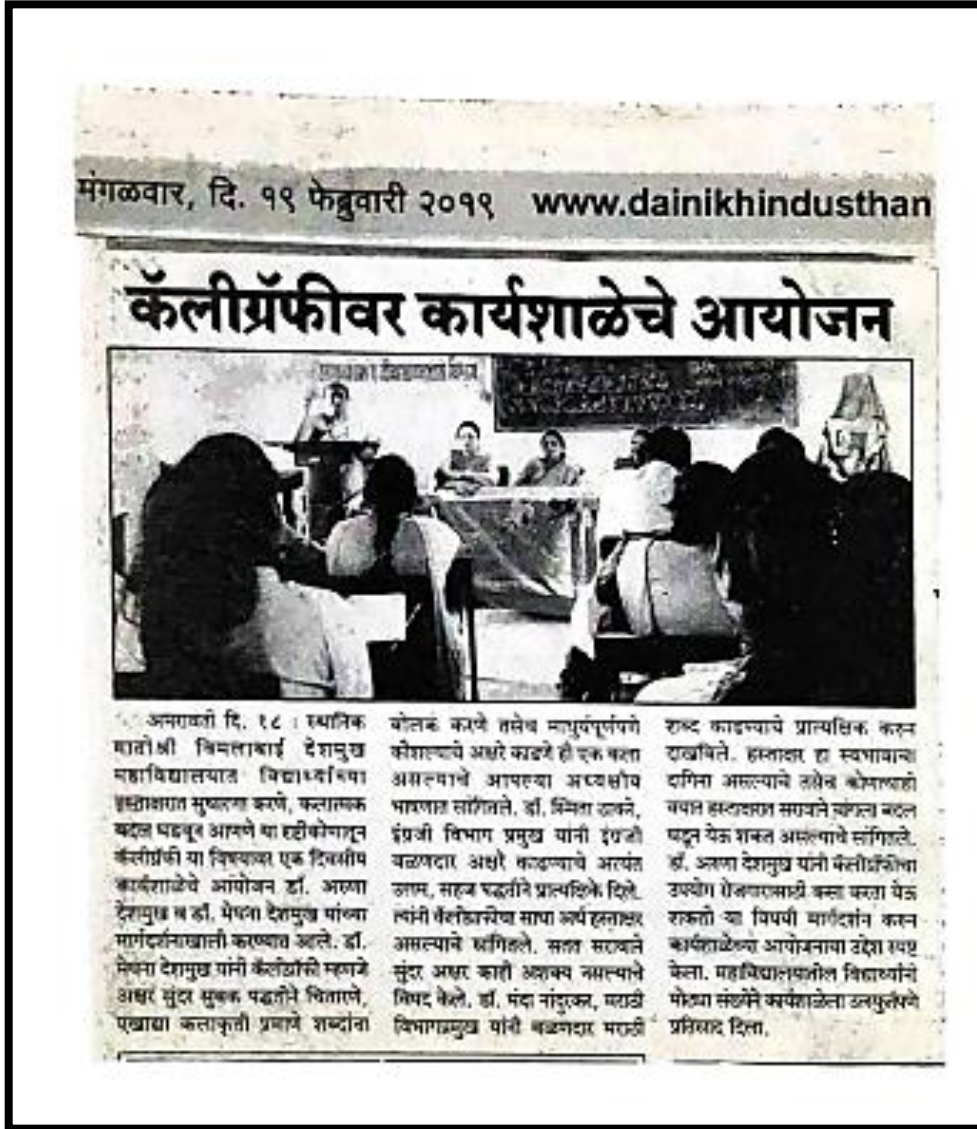 मंगळवार, दि. १९ फेब्रुवारी २०१९ www.dainikhindusthan
कॅलीग्रॅफीवर कार्यशाळेचे आयोजन
अमरावती दि. १८ : स्थानिक
मातोश्री विमलाबाई देशमुख
महाविद्यालयात विद्यार्थ्यांच्या
हस्ताक्षरात सुधारणा करणे, कलात्मक
बदल घडवून आणणे या दृष्टीकोणातून
कॅलीग्रॅफी या विषयावर एक दिवसीय
कार्यशाळेचे आयोजन डॉ. अरुणा
देशमुख व डॉ. मेघना देशमुख यांच्या
मार्गदर्शनाखाली करण्यात आले. डॉ.
मेघना देशमुख यांनी कॅलीग्रॅफी म्हणजे
अक्षर सुंदर सुबक पद्धतीने चितारणे,
एखाद्या कलाकृती प्रमाणे शब्दांना
बोलकं करणे तसेच माधुर्यपूर्णपणे
कौशल्याचे अक्षरे काढणे ही एक कला
असल्याचे आपल्या अध्यक्षीय
भाषणात सांगितले. डॉ. स्मिता ठाकरे,
इंग्रजी विभाग प्रमुख यांनी इंग्रजी
वळणदार अक्षरे काढण्याचे अत्यंत
उत्तम, सहज पद्धतीने प्रात्यक्षिके दिले.
त्यांनी कॅलीग्राफीचा साधा अर्थ हस्ताक्षर
असल्याचे सांगितले. सतत सरावाने
सुंदर अक्षर काही अशक्य नसल्याचे
विषद केले. डॉ. मंदा नांदुरकर, मराठी
विभागप्रमुख यांनी वळणदार मराठी
शब्द काढण्याचे प्रात्यक्षिक करुन
दाखविले. हस्ताक्षर हा स्वभावाचा
दागिना असल्याचे तसेच कोणत्याही
वयात हस्ताक्षरात सरावाने चांगला बदल
घडून येऊ शकत असल्याचे सांगितले.
डॉ. अरुणा देशमुख यांनी कॅलीग्रॉफीचा
उपयोग रोजगारासाठी कसा करता येऊ
शकतो या विषयी मार्गदर्शन करुन
कार्यशाळेच्या आयोजनाचा उद्देश स्पष्ट
केला. महाविद्यालयातील विद्यार्थ्यांनी
मोठ्या संख्येने कार्यशाळेला उत्स्फुर्तपणे
प्रतिसाद दिला.